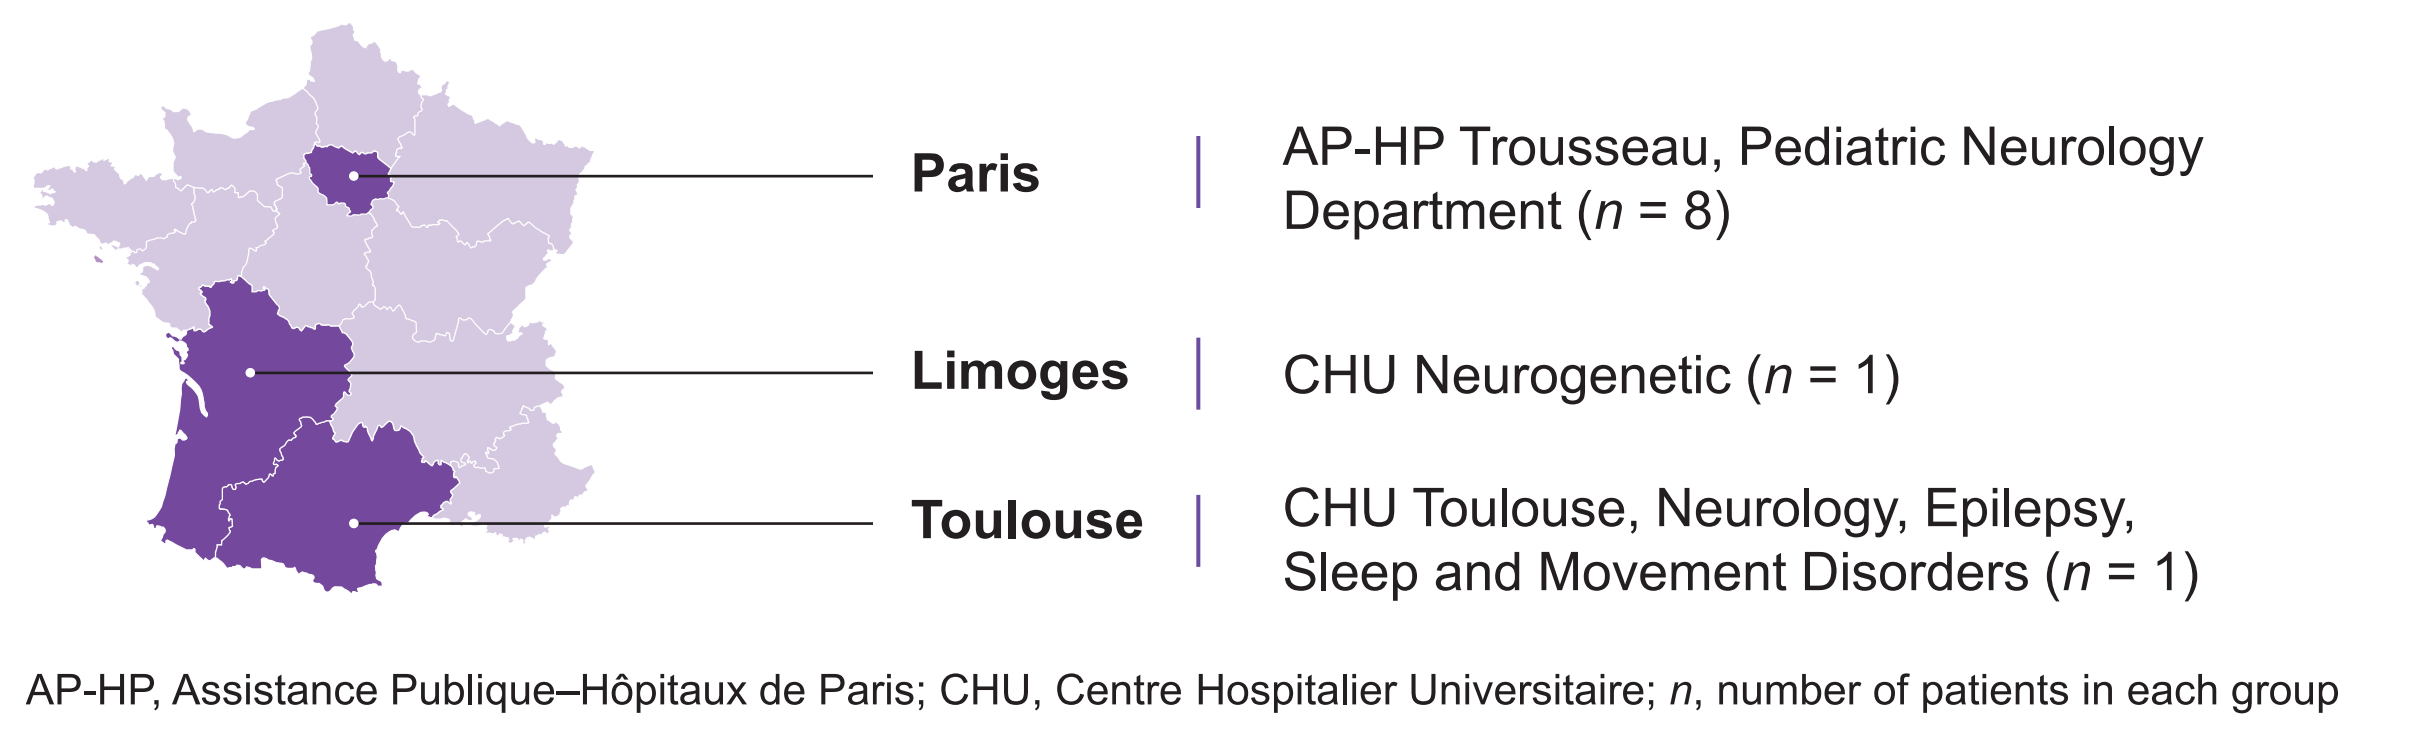 Paris
AP-HP Trousseau, Pediatric Neurology
Department (n = 8)
Limoges
CHU Neurogenetic (n = 1)
Toulouse
CHU Toulouse, Neurology, Epilepsy,
Sleep and Movement Disorders (n = 1)
AP-HP, Assistance Publique–Hôpitaux de Paris; CHU, Centre Hospitalier Universitaire; n, number of patients in each group